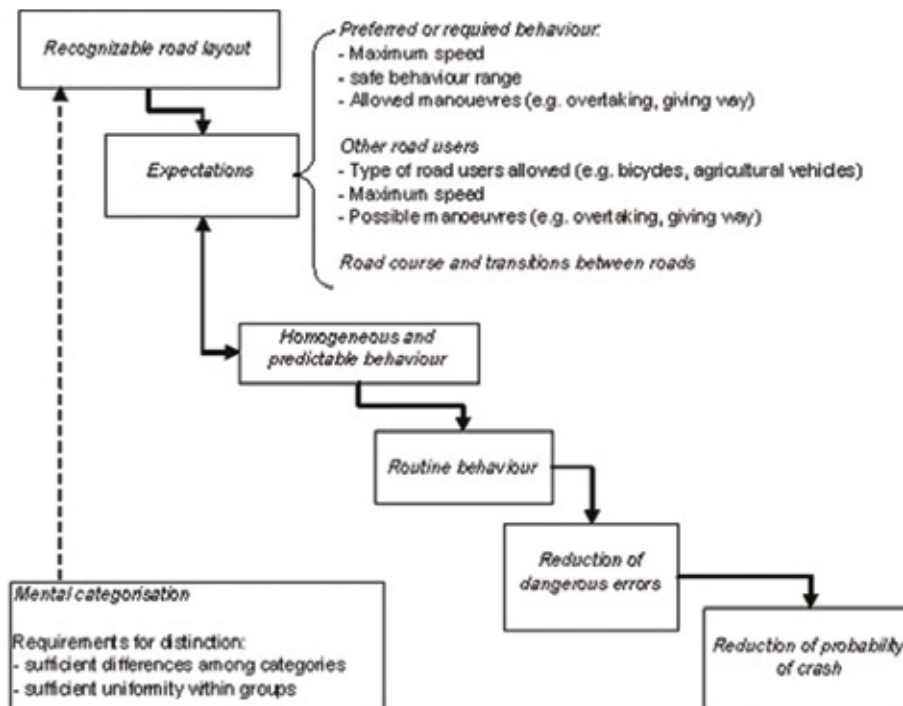 Recognizable road layout
Preferred or required behaviour:
- Maximum speed
- safe behaviour range
- Allowed manouevres (e.g. overtaking, giving way)
Expectations
Other road users
- Type of road users allowed (e.g. bicycles, agricultural vehicles)
- Maximum speed
- Possible manoeuvres (e.g. overtaking, giving way)
Road course and transitions between roads
Homogeneous and
predictable behaviour
Routine behaviour
Reduction of
dangerous errors
Mental categorisation
Requirements for distinction:
- sufficient differences among categories
- sufficient uniformity within groups
Reduction of probability
of crash